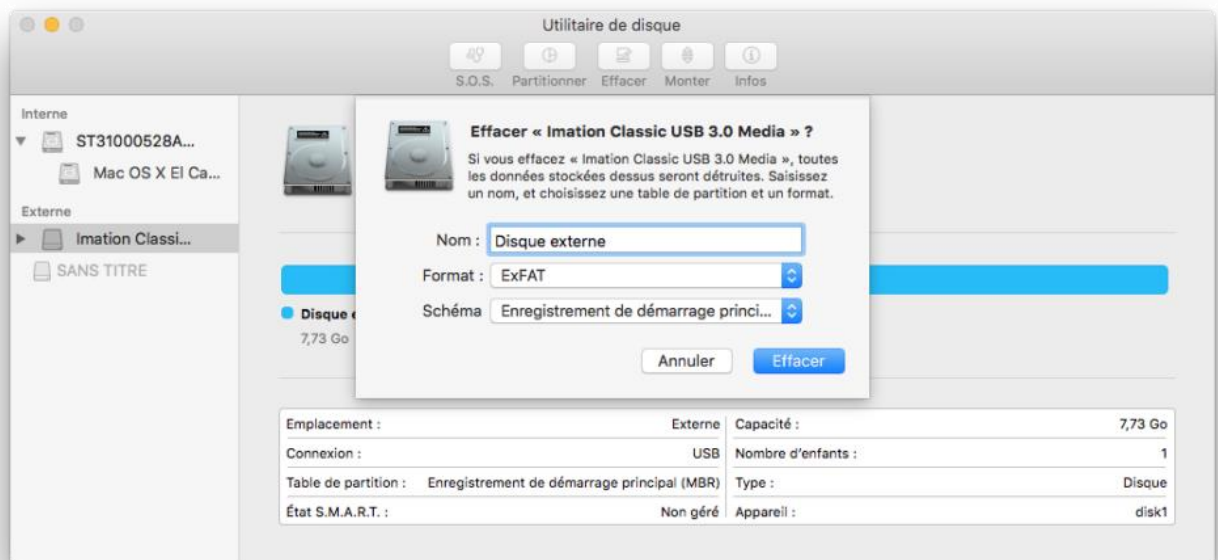 Utilitaire de disque
S.O.S. Partitionner Effacer Monter Infos
Interne
ST31000528A...
Mac OS X El Ca...
Externe
Imation Classi...
SANS TITRE
Effacer « Imation Classic USB 3.0 Media » ?
Si vous effacez « Imation Classic USB 3.0 Media », toutes
les données stockées dessus seront détruites. Saisissez
un nom, et choisissez une table de partition et un format.
Nom : Disque externe
Format : ExFAT
Schéma Enregistrement de démarrage princi...
Annuler Effacer
Disque
7,73 Go
Emplacement : Externe Capacité : 7,73 Go
Connexion : USB Nombre d'enfants : 1
Table de partition : Enregistrement de démarrage principal (MBR) Type : Disque
État S.M.A.R.T. : Non géré Appareil : disk1